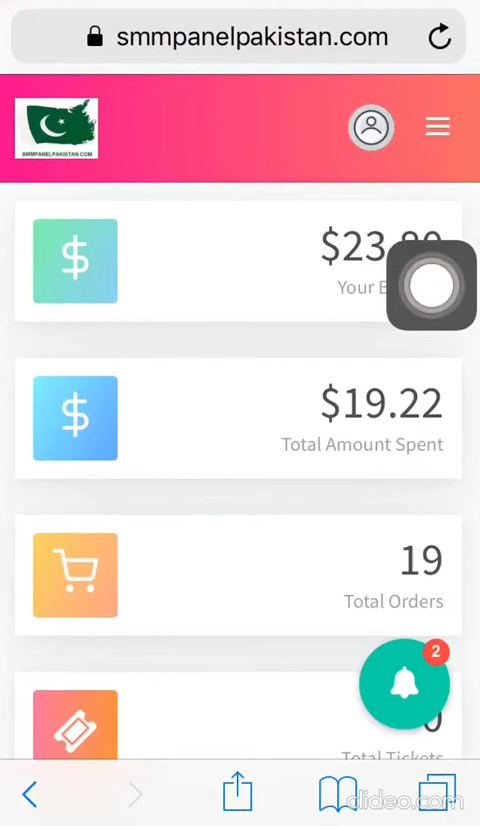 smmpanelpakistan.com
SMMPANELPAKISTAN.COM
$23
Your
$19.22
Total Amount Spent
19
Total Orders
2
0
Total Tickets
clideo.com